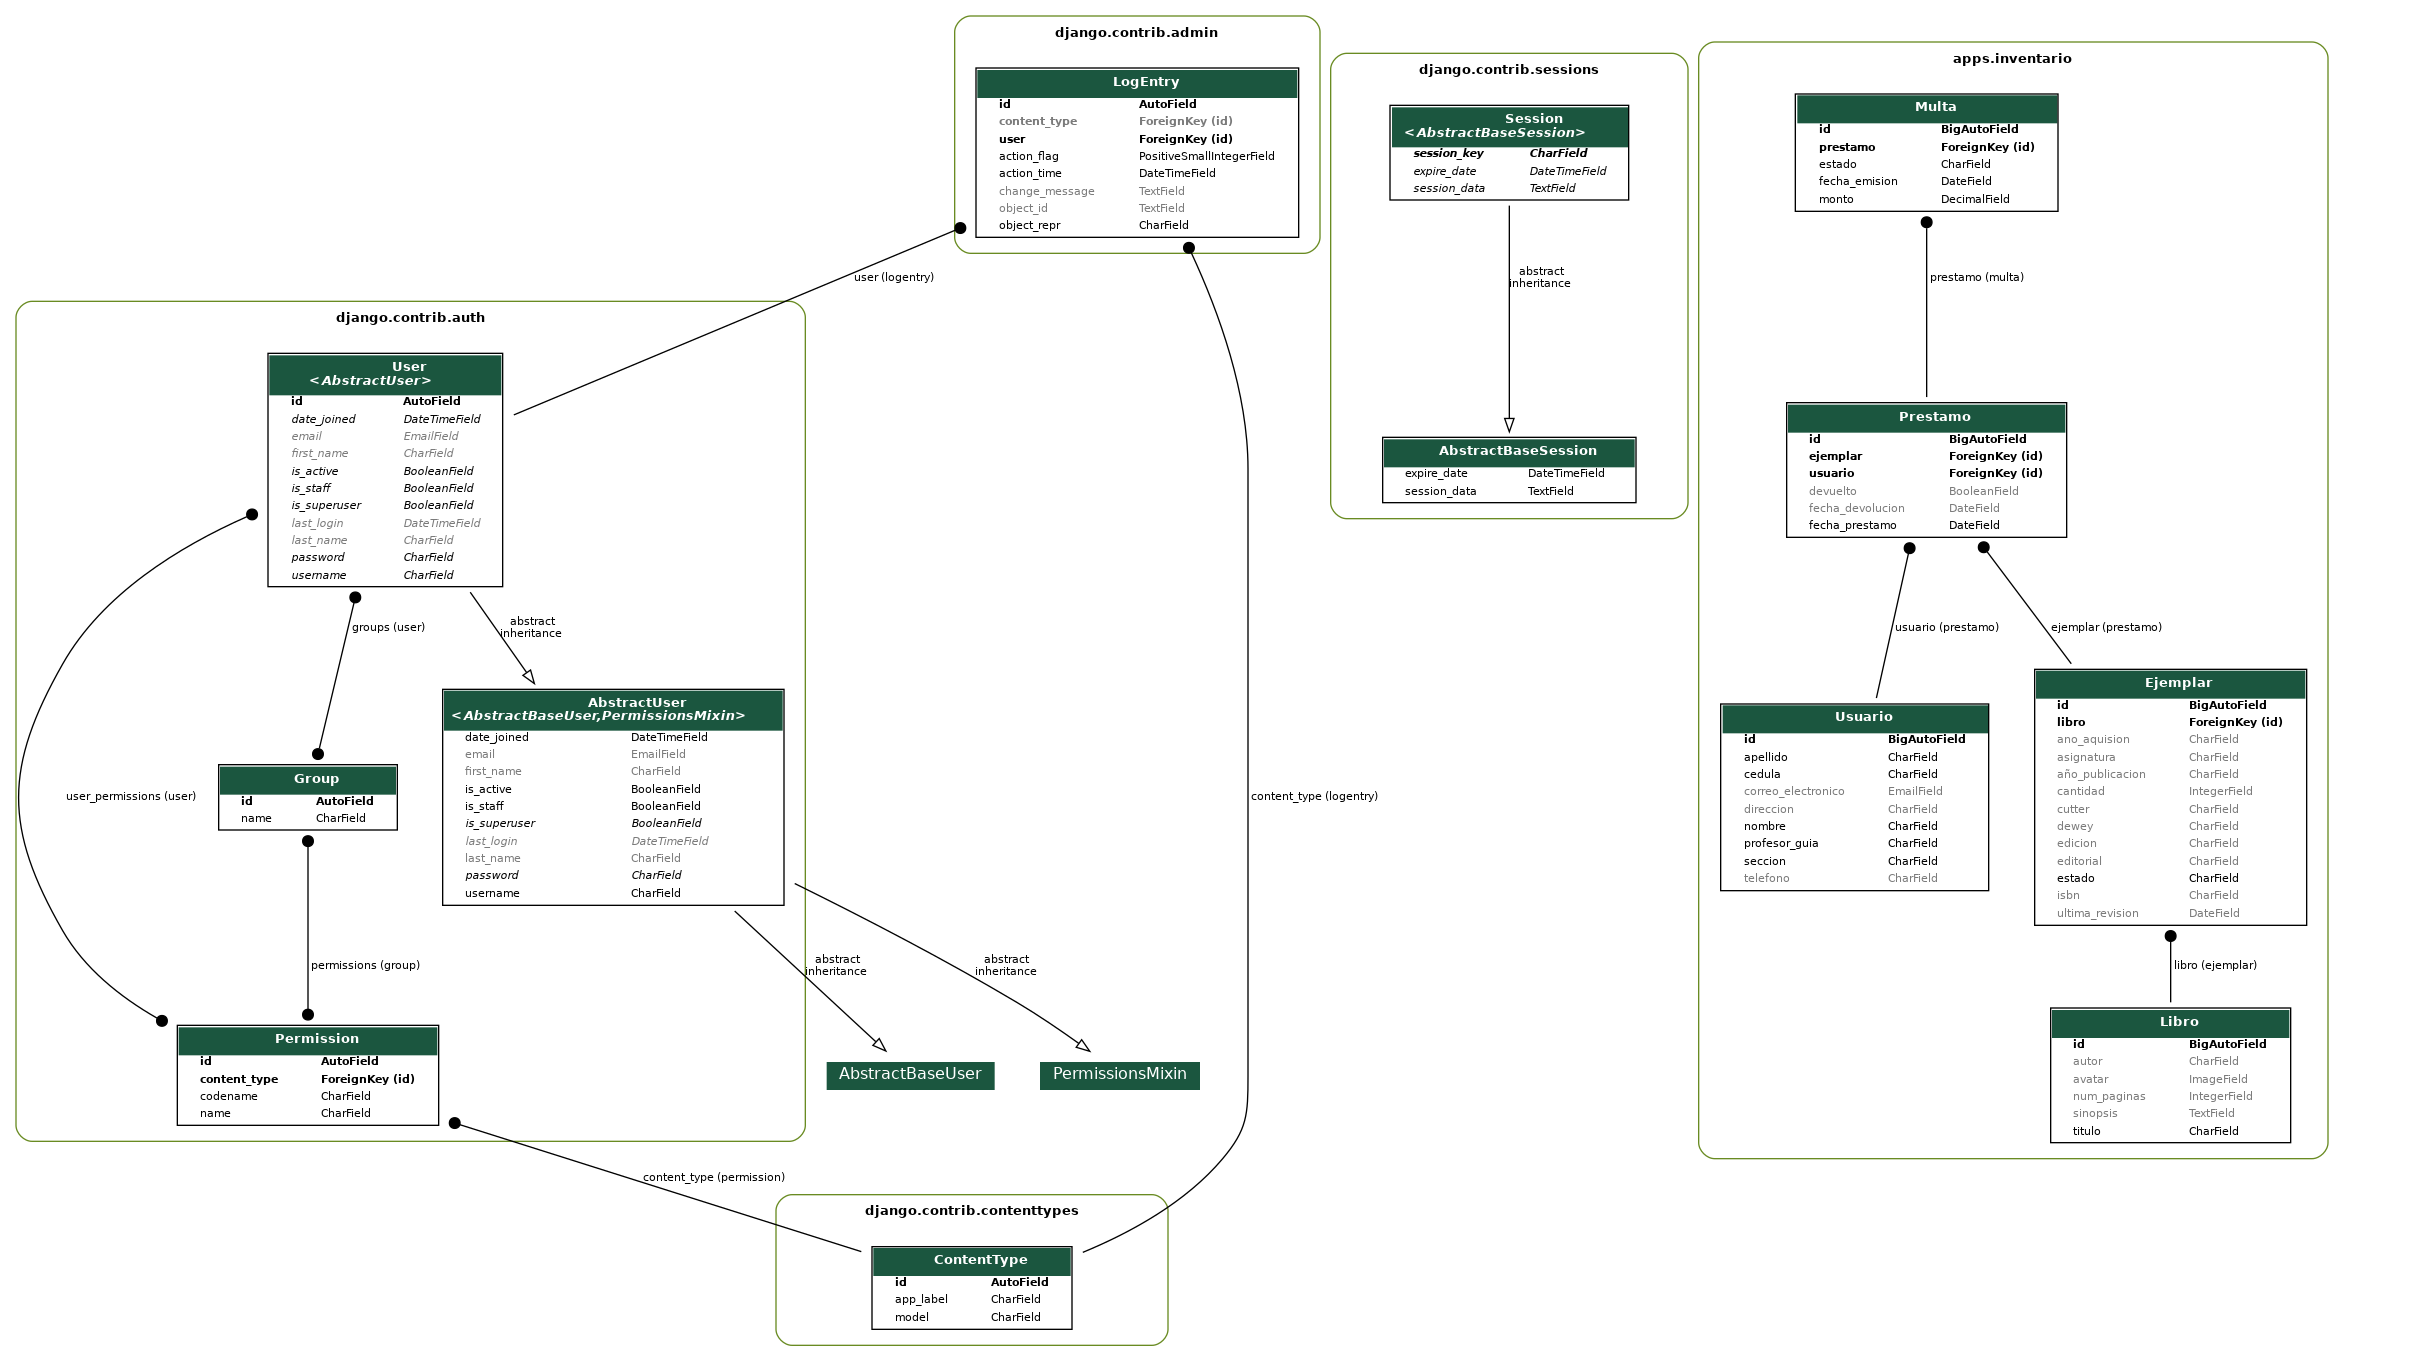 django.contrib.admin
LogEntry
id AutoField
content_type ForeignKey (id)
user ForeignKey (id)
action_flag PositiveSmallIntegerField
action_time DateTimeField
change_message TextField
object_id TextField
object_repr CharField
user (logentry)
content_type (logentry)
django.contrib.sessions
Session
<AbstractBaseSession>
session_key CharField
expire_date DateTimeField
session_data TextField
abstract
inheritance
AbstractBaseSession
expire_date DateTimeField
session_data TextField
apps.inventario
Multa
id BigAutoField
prestamo ForeignKey (id)
estado CharField
fecha_emision DateField
monto DecimalField
prestamo (multa)
Prestamo
id BigAutoField
ejemplar ForeignKey (id)
usuario ForeignKey (id)
devuelto BooleanField
fecha_devolucion DateField
fecha_prestamo DateField
usuario (prestamo)
ejemplar (prestamo)
Usuario
id BigAutoField
apellido CharField
cedula CharField
correo_electronico EmailField
direccion CharField
nombre CharField
profesor_guia CharField
seccion CharField
telefono CharField
Ejemplar
id BigAutoField
libro ForeignKey (id)
ano_aquision CharField
asignatura CharField
año_publicacion CharField
cantidad IntegerField
cutter CharField
dewey CharField
edicion CharField
editorial CharField
estado CharField
isbn CharField
ultima_revision DateField
libro (ejemplar)
Libro
id BigAutoField
autor CharField
avatar ImageField
num_paginas IntegerField
sinopsis TextField
titulo CharField
django.contrib.auth
User
<AbstractUser>
id AutoField
date_joined DateTimeField
email EmailField
first_name CharField
is_active BooleanField
is_staff BooleanField
is_superuser BooleanField
last_login DateTimeField
last_name CharField
password CharField
username CharField
groups (user)
abstract
inheritance
user_permissions (user)
Group
id AutoField
name CharField
permissions (group)
AbstractUser
<AbstractBaseUser,PermissionsMixin>
date_joined DateTimeField
email EmailField
first_name CharField
is_active BooleanField
is_staff BooleanField
is_superuser BooleanField
last_login DateTimeField
last_name CharField
password CharField
username CharField
abstract
inheritance
abstract
inheritance
Permission
id AutoField
content_type ForeignKey (id)
codename CharField
name CharField
AbstractBaseUser
PermissionsMixin
content_type (permission)
django.contrib.contenttypes
ContentType
id AutoField
app_label CharField
model CharField